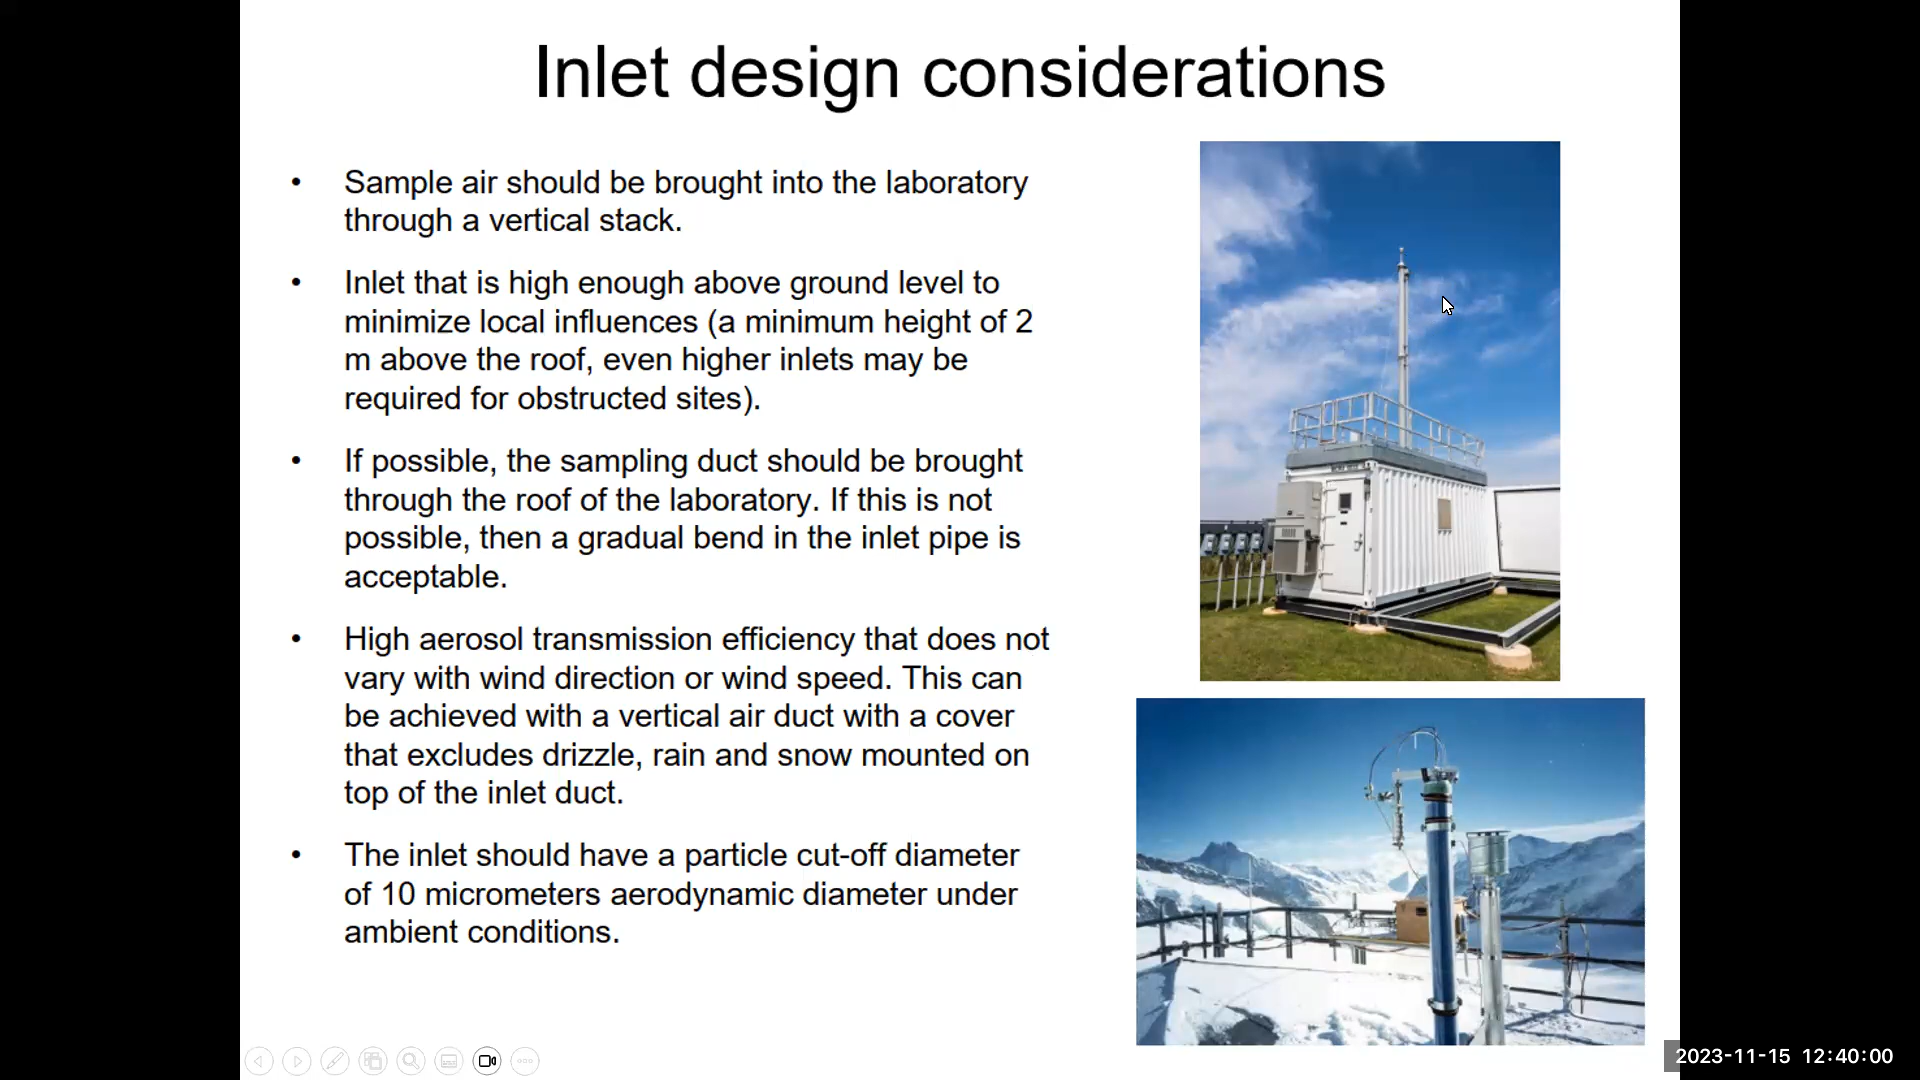 Inlet design considerations
• Sample air should be brought into the laboratory
through a vertical stack.
• Inlet that is high enough above ground level to
minimize local influences (a minimum height of 2
m above the roof, even higher inlets may be
required for obstructed sites).
• If possible, the sampling duct should be brought
through the roof of the laboratory. If this is not
possible, then a gradual bend in the inlet pipe is
acceptable.
• High aerosol transmission efficiency that does not
vary with wind direction or wind speed. This can
be achieved with a vertical air duct with a cover
that excludes drizzle, rain and snow mounted on
top of the inlet duct.
• The inlet should have a particle cut-off diameter
of 10 micrometers aerodynamic diameter under
ambient conditions.
2023-11-15 12:40:00